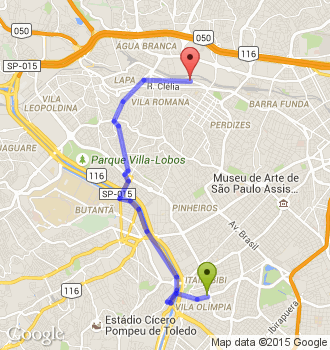 050
ÁGUA BRANCA
116
050
SP-015
LAPA
R. Clélia
VILA
LEOPOLDINA
VILA ROMANA
BARRA FUNDA
PERDIZES
JAGUARE
Parque Villa-Lobos
116
Museu de Arte de
São Paulo Assis...
SP-015
BUTANTÃ
PINHEIROS
Av. Brasil
ITAIM BIBI
VILA OLÍMPIA
116
Ibirapuera
Estádio Cícero
Pompeu de Toledo
Google
Map data ©2015 Google